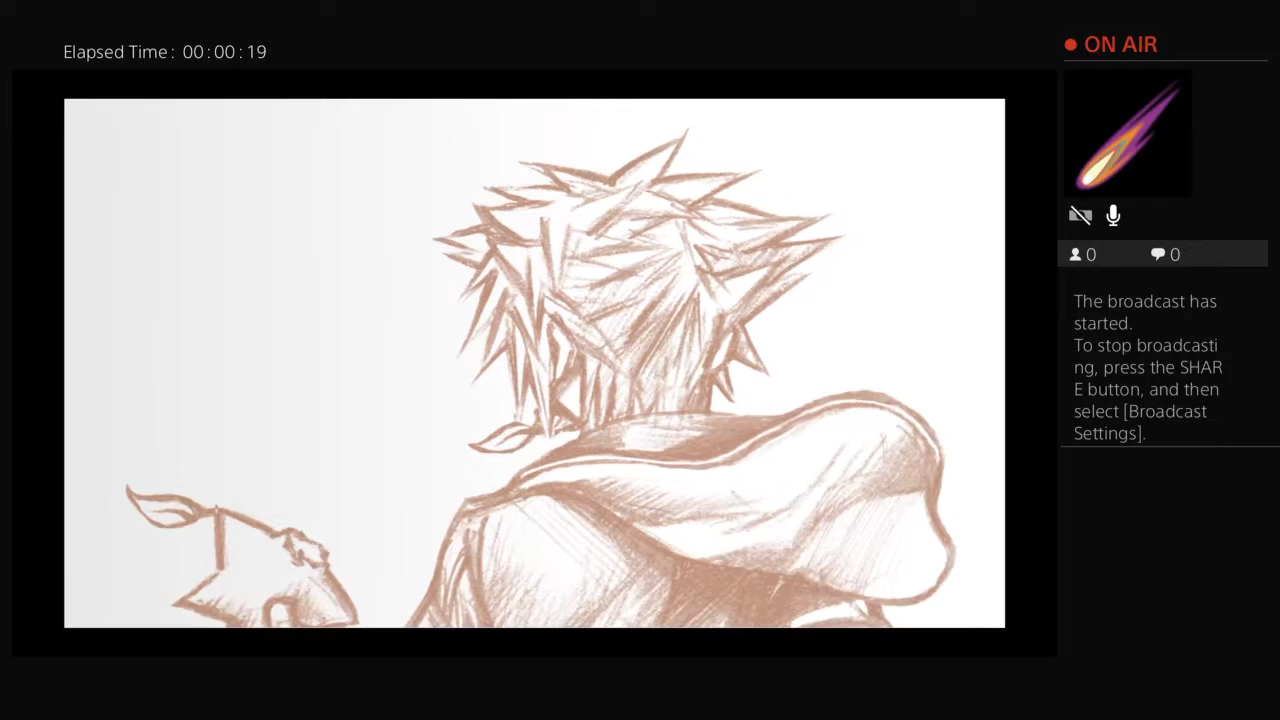 Elapsed Time: 00:00:19
ON AIR
0 0
The broadcast has
started.
To stop broadcasti
ng, press the SHAR
E button, and then
select [Broadcast
Settings].